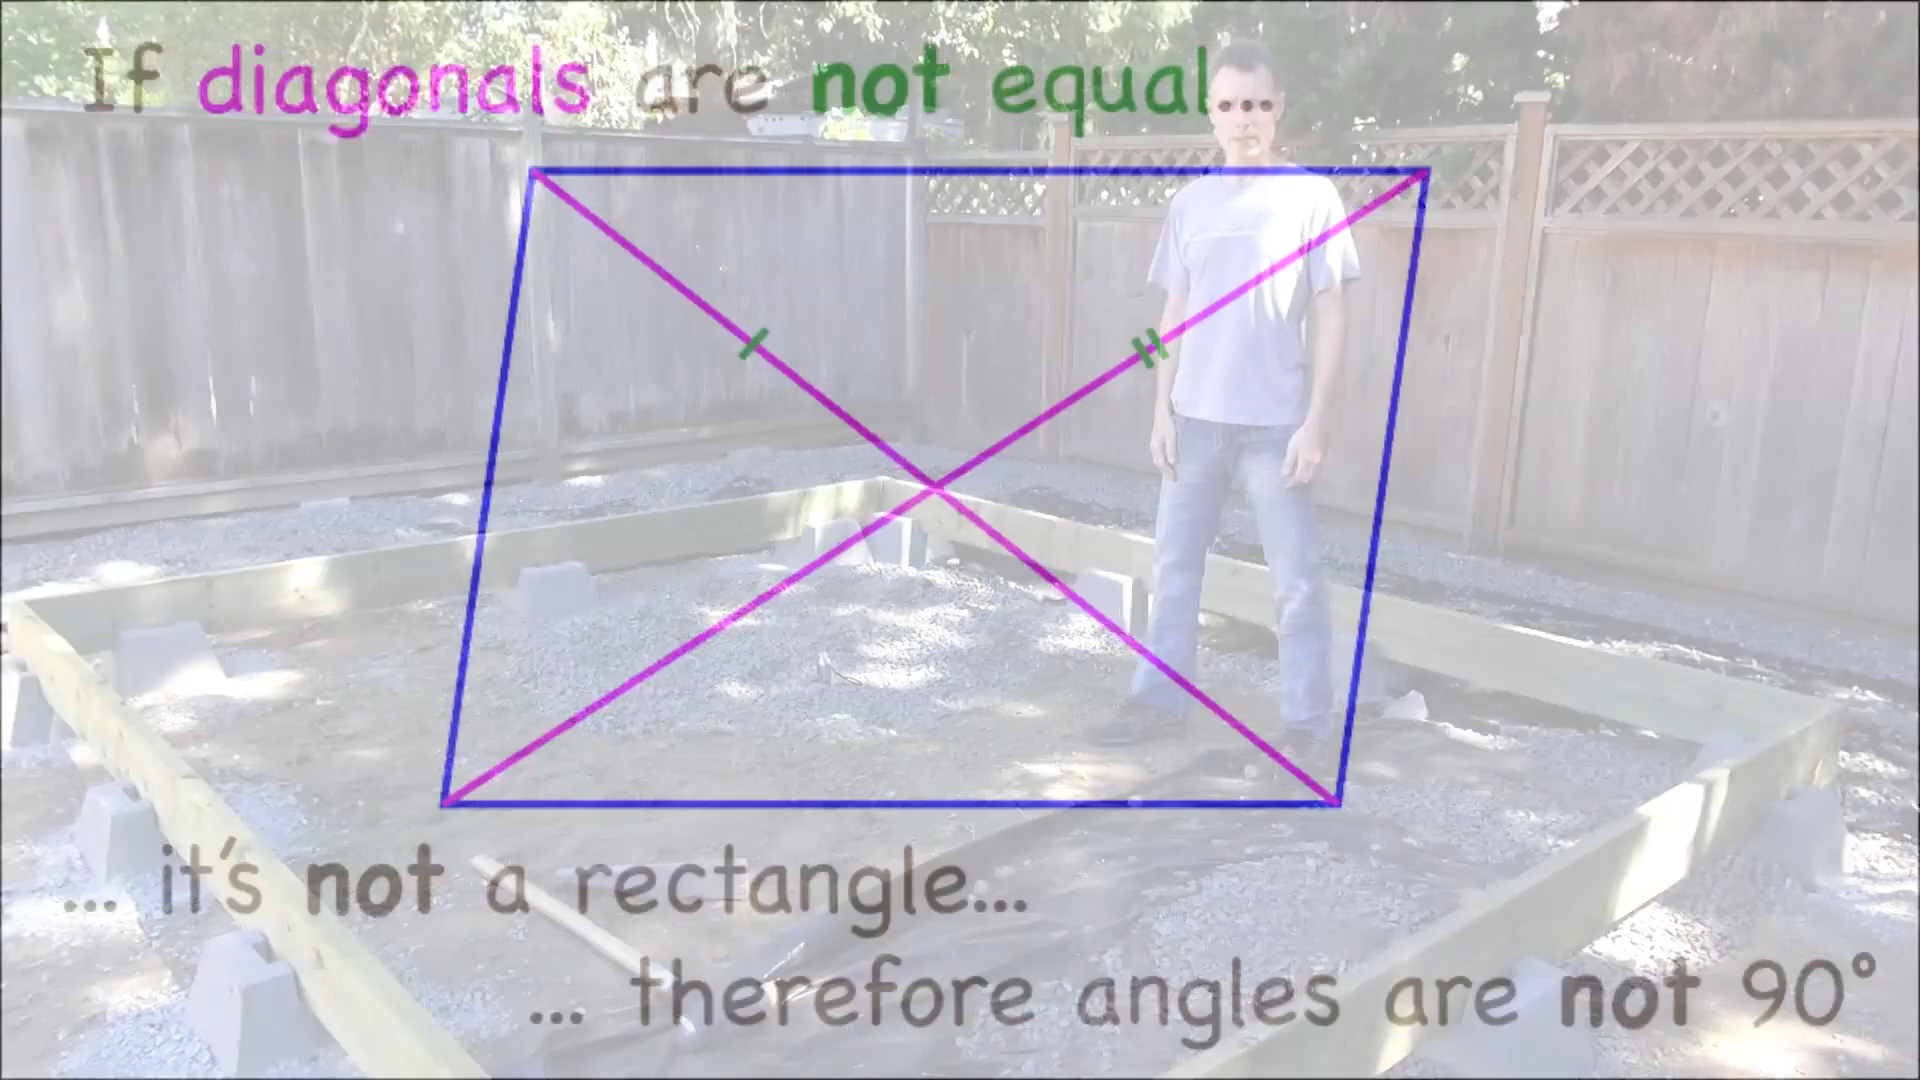 If diagonals are not equal
... it's not a rectangle...
... therefore angles are not 90°